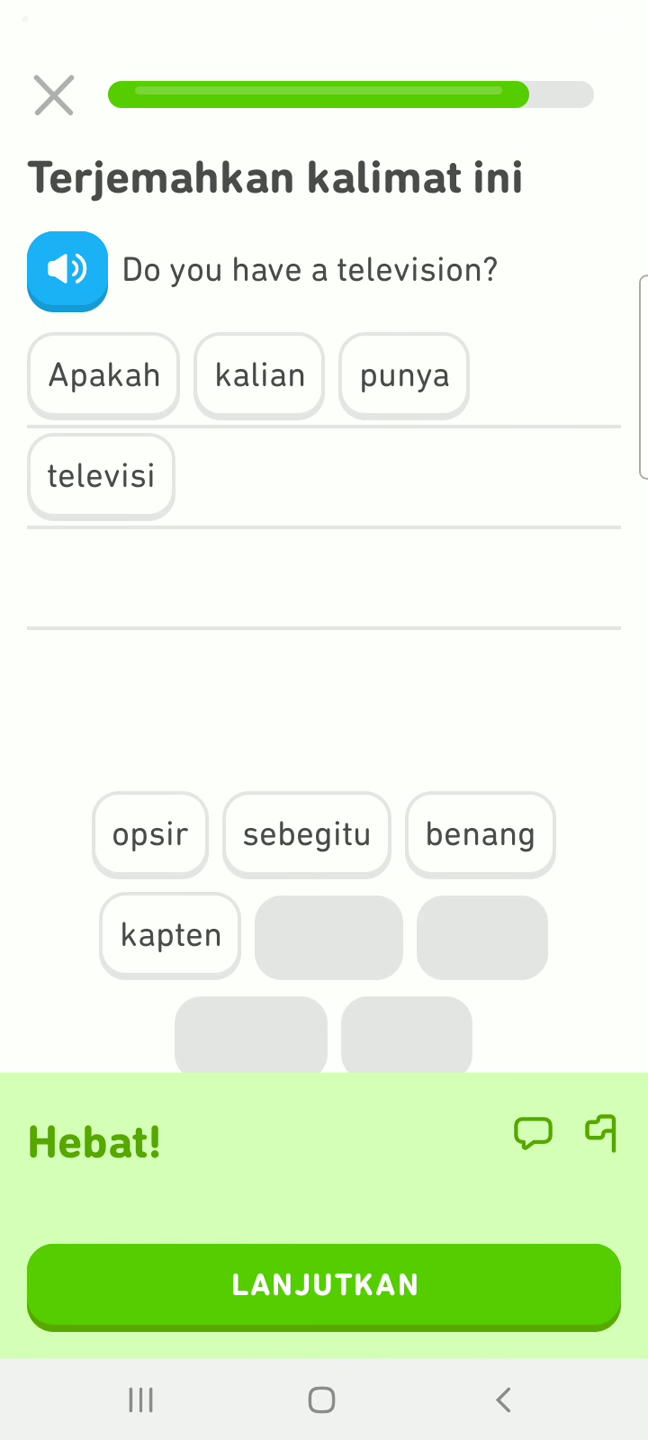 Terjemahkan kalimat ini
Do you have a television?
Apakah kalian punya
televisi
opsir sebegitu benang
kapten
Hebat!
LANJUTKAN